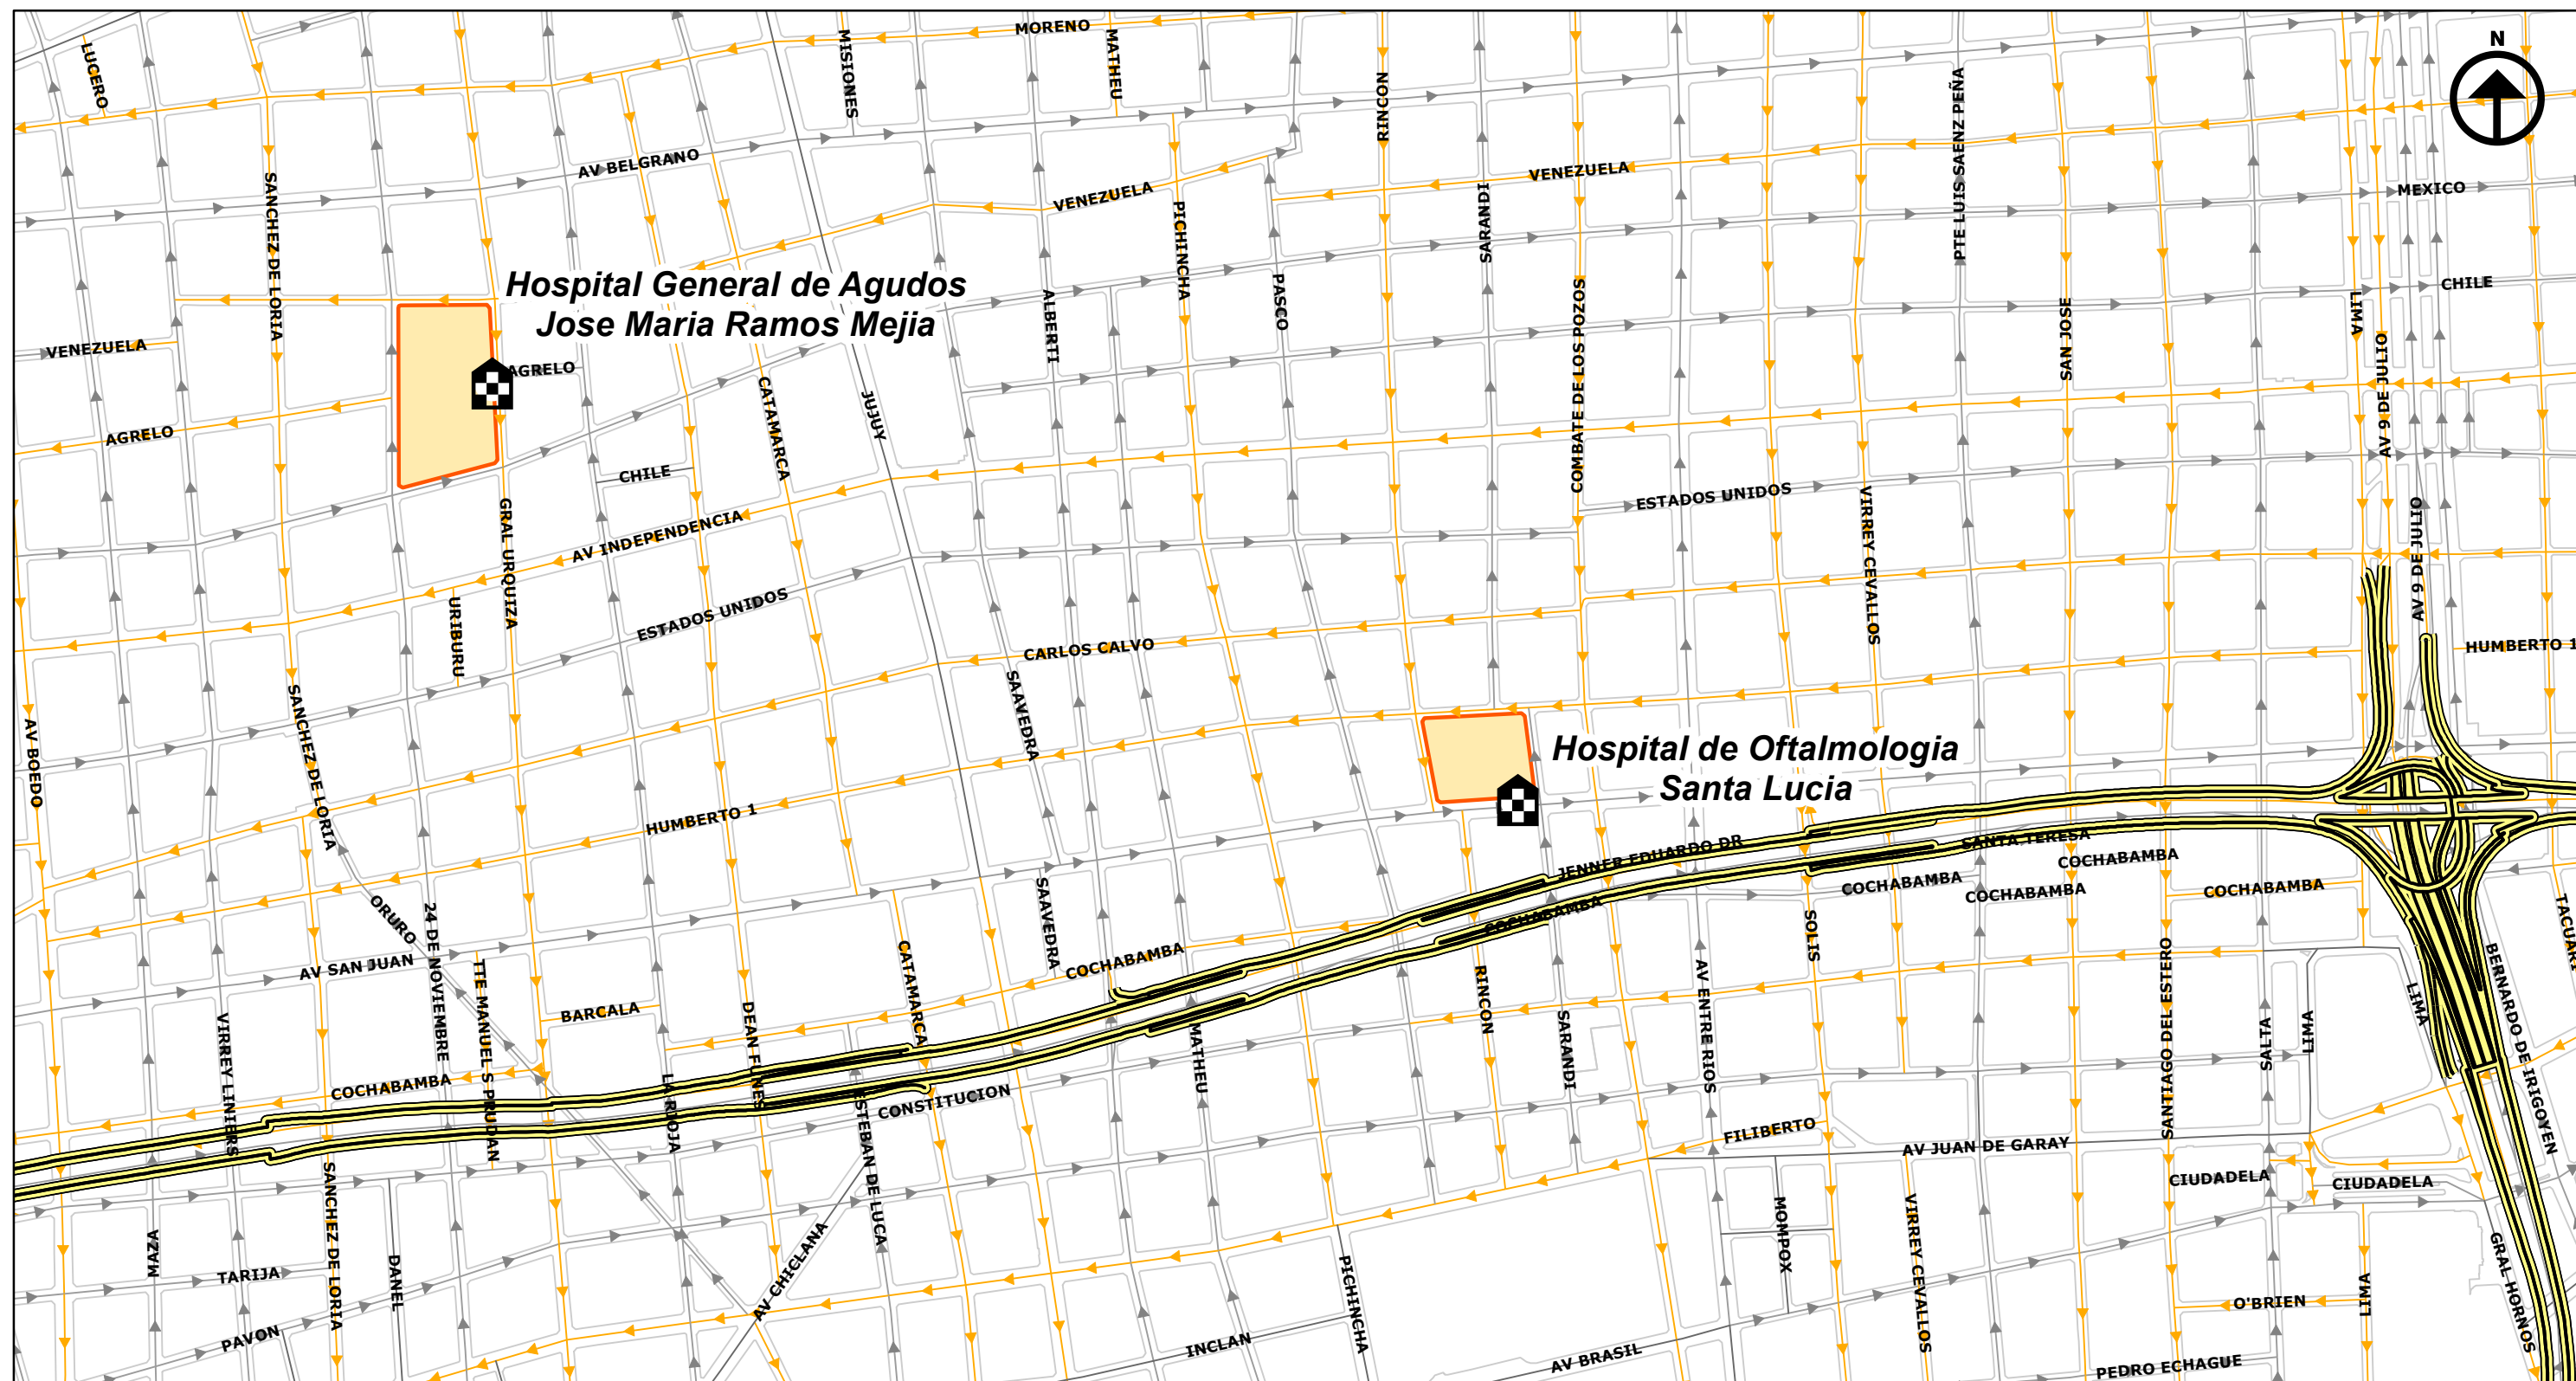 MORENO
LUCERO
MISIONES
MATHEU
N
RINCON
PTE LUIS SAENZ PEÑA
AV BELGRANO
VENEZUELA
VENEZUELA
MEXICO
SANCHEZ DE LORIA
PICHINCHA
SARANDI
PASCO
CHILE
Hospital General de Agudos
Jose Maria Ramos Mejia
ALBERTI
COMBATE DE LOS POZOS
SAN JOSE
LIMA
AV 9 DE JULIO
VENEZUELA
AGRELO
CATAMARCA
JUJUY
AGRELO
CHILE
ESTADOS UNIDOS
GRAL URQUIZA
AV INDEPENDENCIA
VIRREY CEVALLOS
AV 9 DE JULIO
URIBURU
ESTADOS UNIDOS
CARLOS CALVO
HUMBERTO 1
SAAVEDRA
SANCHEZ DE LORIA
AV BOEDO
Hospital de Oftalmologia
Santa Lucia
HUMBERTO 1
JENNER EDUARDO DR
SANTA TERESA
COCHABAMBA
COCHABAMBA
COCHABAMBA
COCHABAMBA
COCHABAMBA
ORURO
24 DE NOVIEMBRE
SAAVEDRA
SOLIS
TACUARI
CATAMARCA
COCHABAMBA
AV SAN JUAN
TTE MANUEL S PRUDAN
RINCON
AV ENTRE RIOS
SANTIAGO DEL ESTERO
BERNARDO DE IRIGOYEN
LIMA
BARCALA
DEAN FUNES
VIRREY LINIERS
MATHEU
SARANDI
SALTA
LIMA
COCHABAMBA
LA RIOJA
CONSTITUCION
ESTEBAN DE LUCA
FILIBERTO
AV JUAN DE GARAY
CIUDADELA
CIUDADELA
SANCHEZ DE LORIA
MOMPOX
VIRREY CEVALLOS
MAZA
TARIJA
DANEL
AV CHICLANA
PICHINCHA
GRAL HORNOS
LIMA
O'BRIEN
PAVON
INCLAN
AV BRASIL
PEDRO ECHAGUE